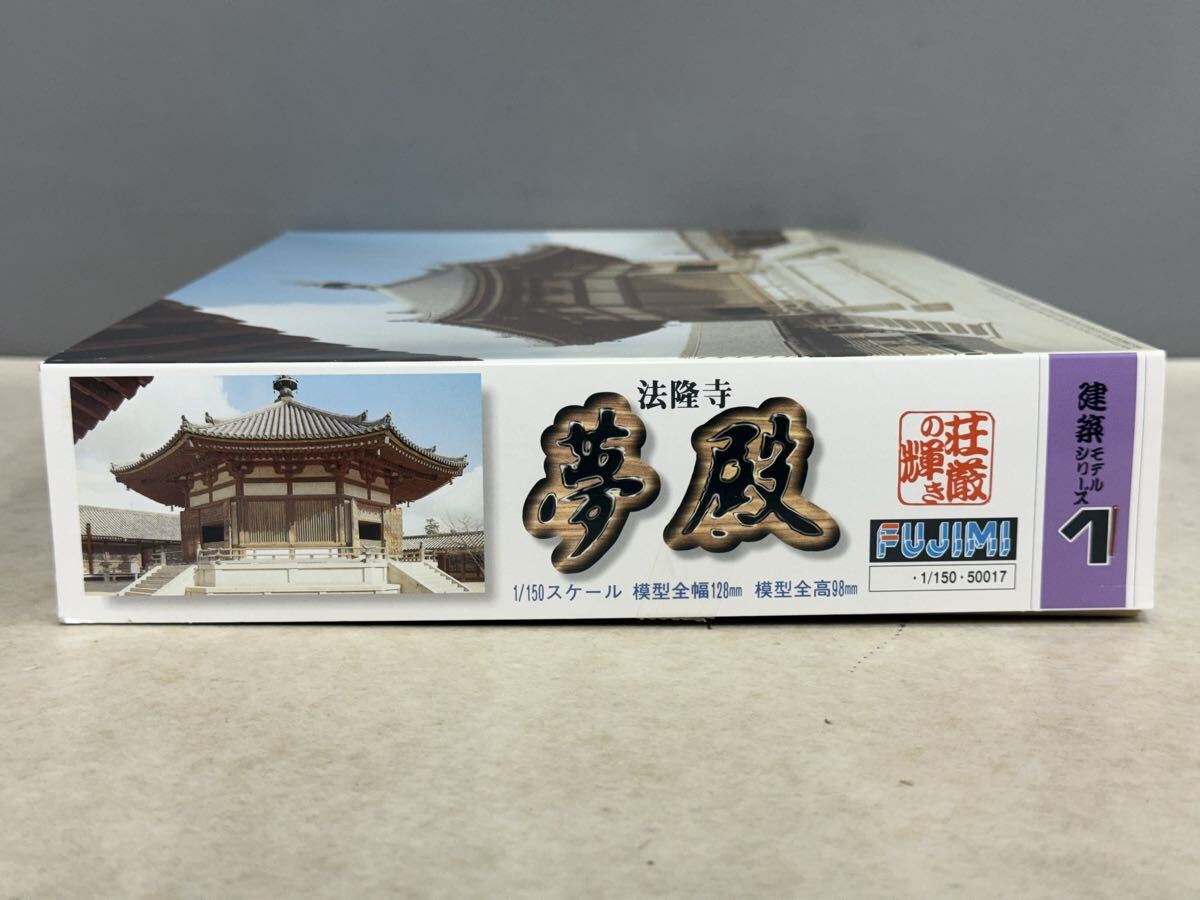 法隆寺
夢殿
1/150スケール 模型全幅128mm 模型全高98mm
荘厳
の輝き
FUJIMI
・1/150・50017
建築モデル
シリーズ
1